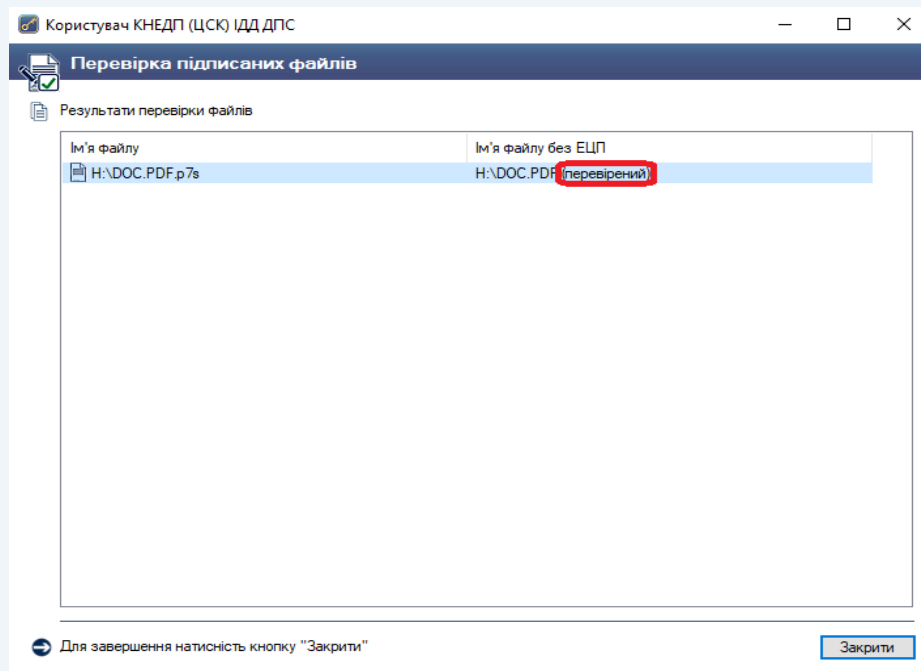 Користувач КНЕДП (ЦСК) ІДД ДПС
Перевірка підписаних файлів
Результати перевірки файлів
Ім'я файлу Ім'я файлу без ЕЦП
H:\DOC.PDF.p7s H:\DOC.PDF (перевірений)
Для завершення натисність кнопку "Закрити" Закрити